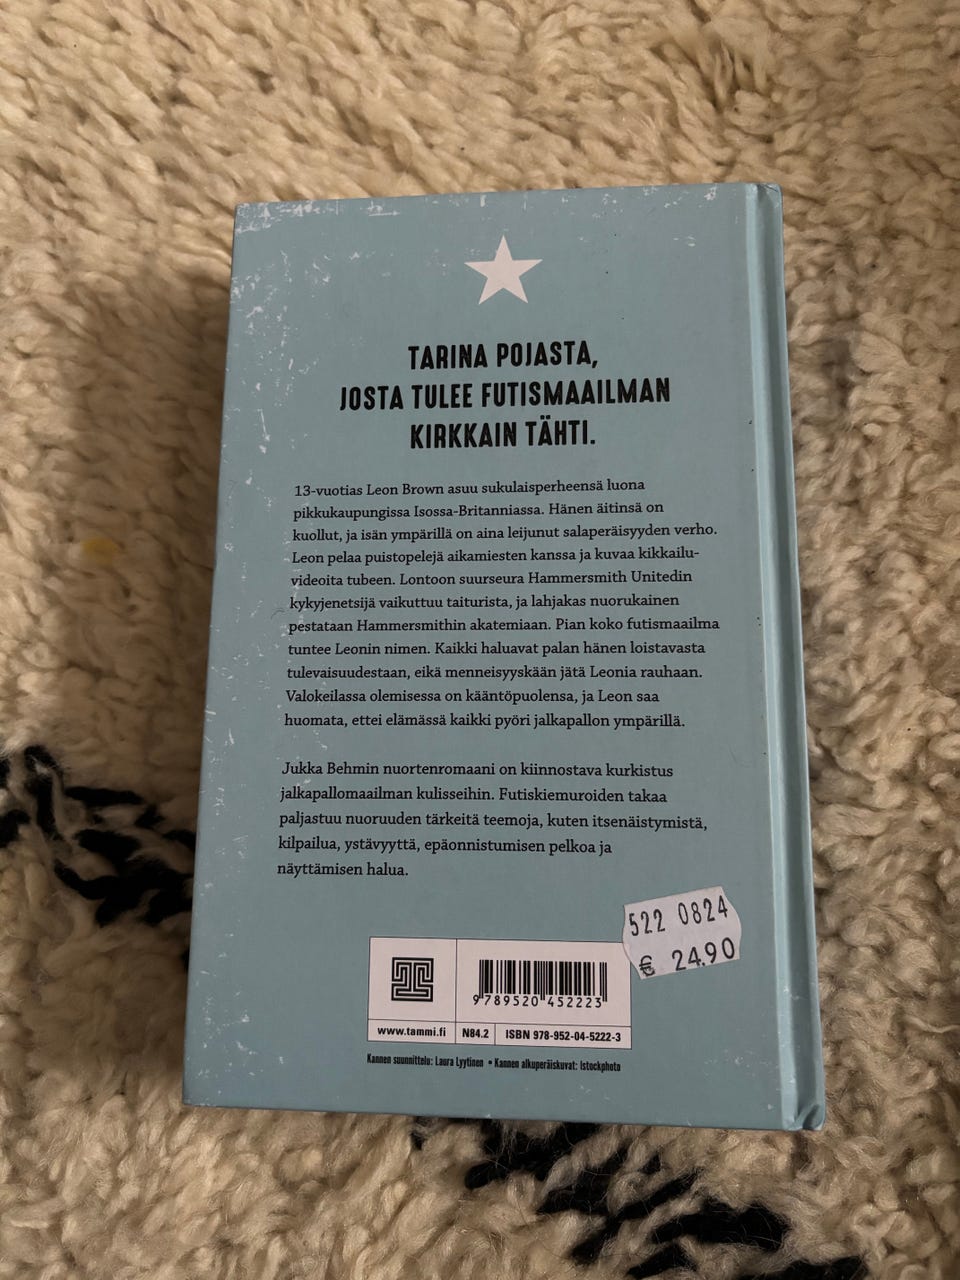 TARINA POJASTA,
JOSTA TULEE FUTISMAAILMAN
KIRKKAIN TÄHTI.
13-vuotias Leon Brown asuu sukulaisperheensä luona
pikkukaupungissa Isossa-Britanniassa. Hänen äitinsä on
kuollut, ja isän ympärillä on aina leijunut salaperäisyyden verho.
Leon pelaa puistopelejä aikamiesten kanssa ja kuvaa kikkailu-
videoita tubeen. Lontoon suurseura Hammersmith Unitedin
kykyjenetsijä vaikuttuu taiturista, ja lahjakas nuorukainen
pestataan Hammersmithin akatemiaan. Pian koko futismaailma
tuntee Leonin nimen. Kaikki haluavat palan hänen loistavasta
tulevaisuudestaan, eikä menneisyyskään jätä Leonia rauhaan.
Valokeilassa olemisessa on kääntöpuolensa, ja Leon saa
huomata, ettei elämässä kaikki pyöri jalkapallon ympärillä.
Jukka Behmin nuortenromaani on kiinnostava kurkistus
jalkapallomaailman kulisseihin. Futiskiemuroiden takaa
paljastuu nuoruuden tärkeitä teemoja, kuten itsenäistymistä,
kilpailua, ystävyyttä, epäonnistumisen pelkoa ja
näyttämisen halua.
522 0824
€ 24.90
9 789520 452223
www.tammi.fi N84.2 ISBN 978-952-04-5222-3
Kannen suunnittelu: Laura Lyytinen • Kannen alkuperäiskuvat: Istockphoto